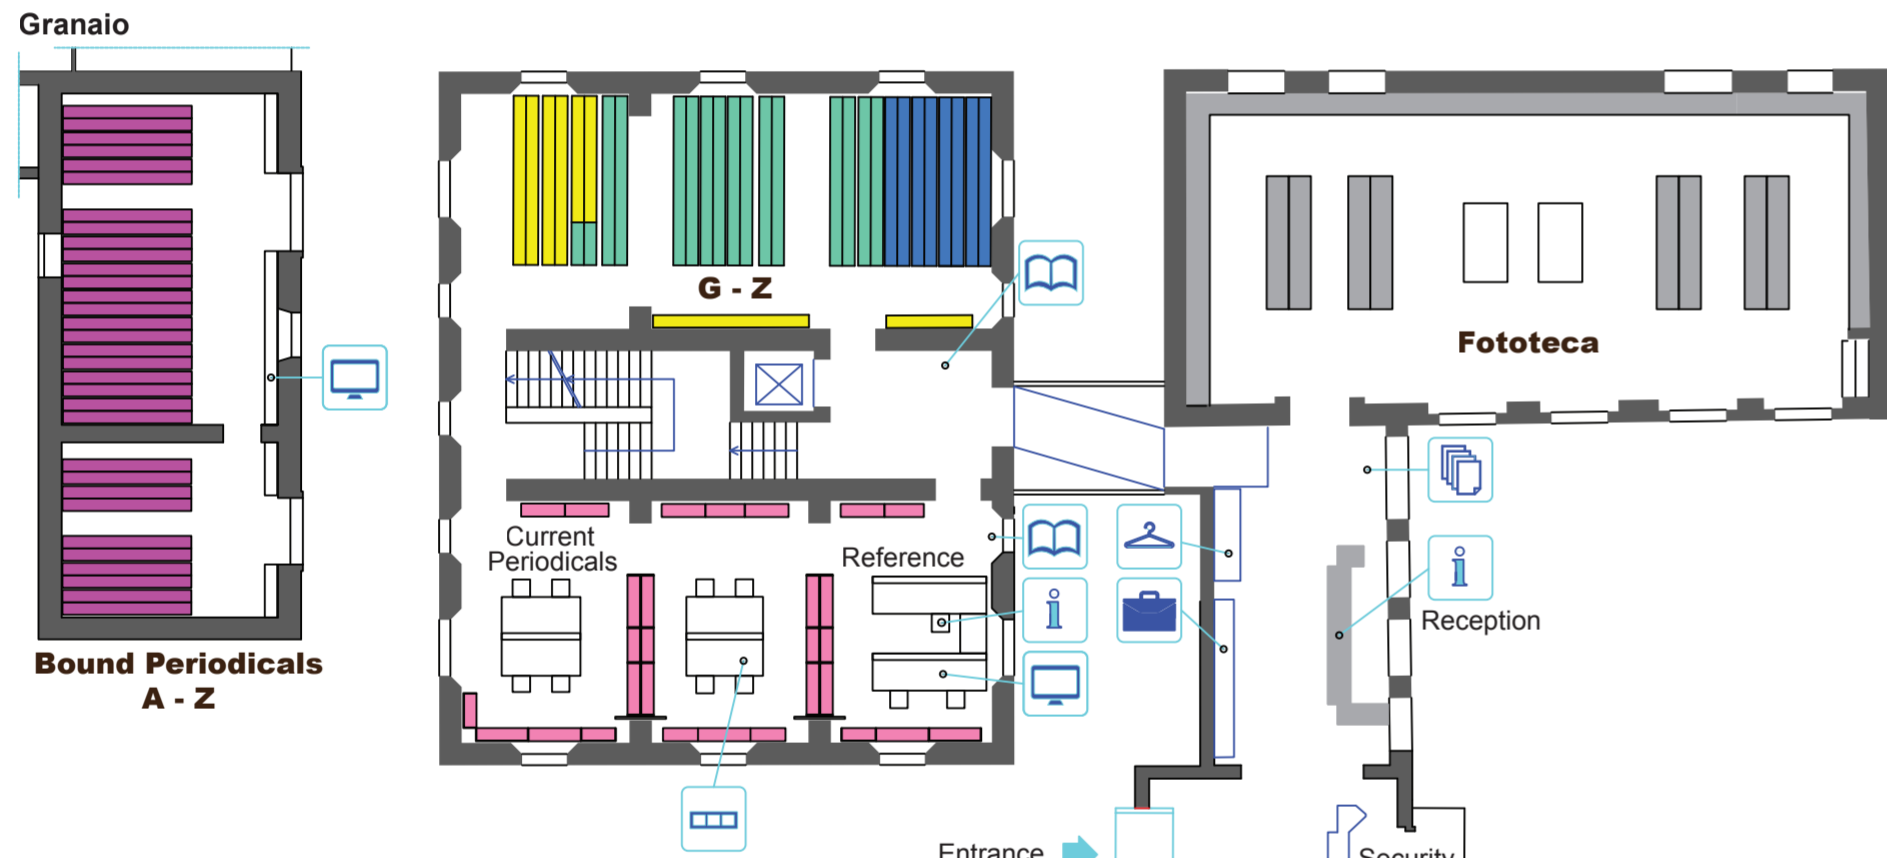 Granaio
G - Z
Fototeca
Current
Periodicals
Reference
Reception
Bound Periodicals
A - Z
Entrance
Security